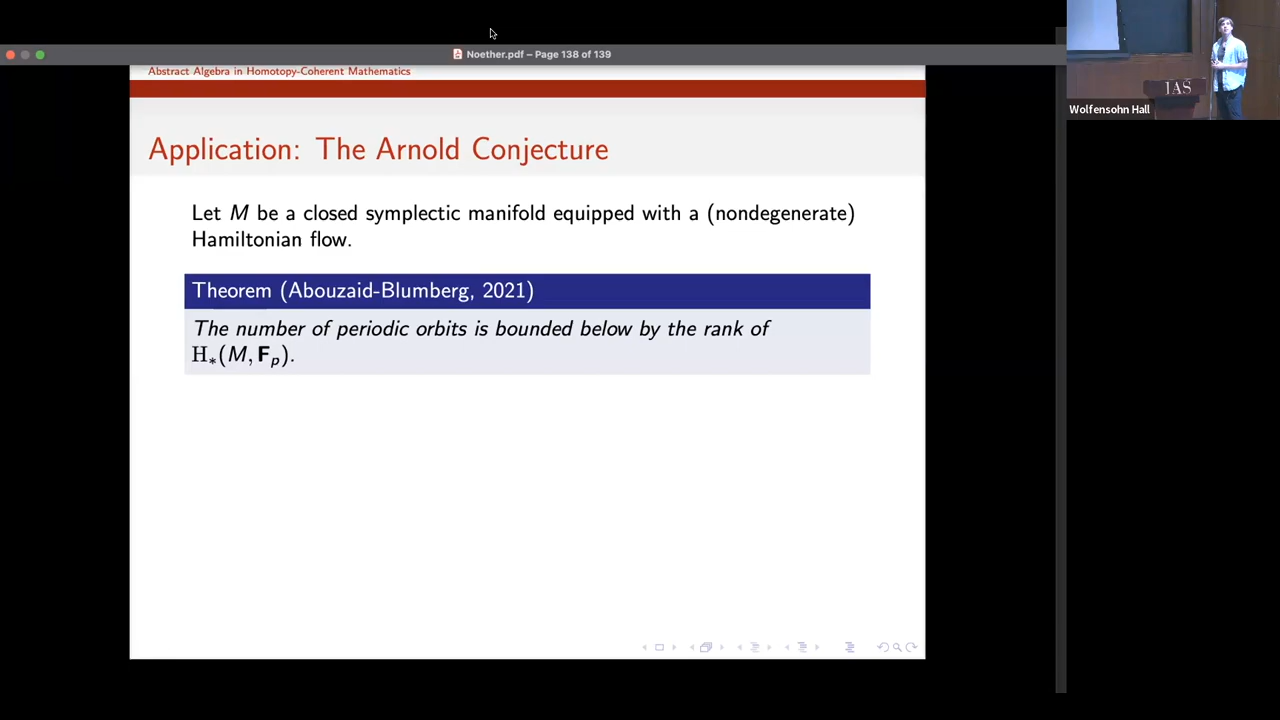 Noether.pdf – Page 138 of 139
Abstract Algebra in Homotopy-Coherent Mathematics
Application: The Arnold Conjecture
Let M be a closed symplectic manifold equipped with a (nondegenerate)
Hamiltonian flow.
Theorem (Abouzaid-Blumberg, 2021)
The number of periodic orbits is bounded below by the rank of
H∗(M, Fₚ).
IAS
Wolfensohn Hall